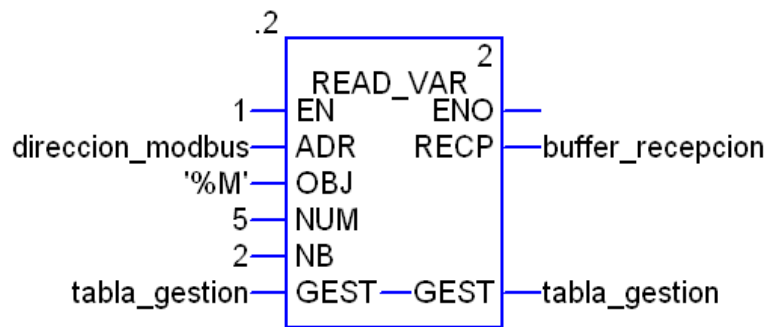 .2
2
READ_VAR
1 EN ENO
direccion_modbus ADR RECP buffer_recepcion
'%M' OBJ
5 NUM
2 NB
tabla_gestion GEST GEST tabla_gestion